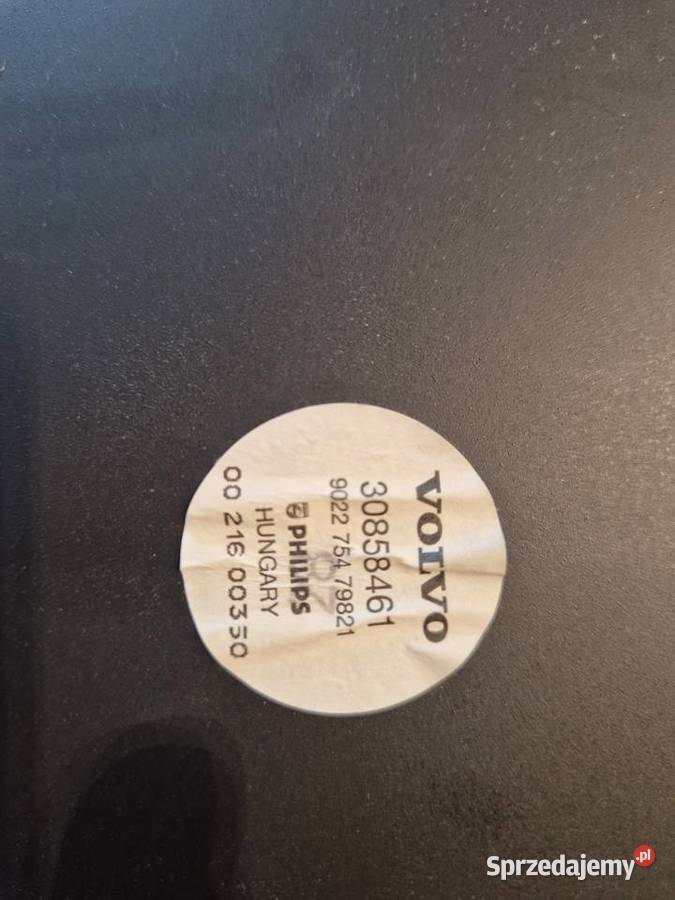 VOLVO
30858461
9022 754 79821
PHILIPS
HUNGARY
00 216 00350
Sprzedajemy.pl